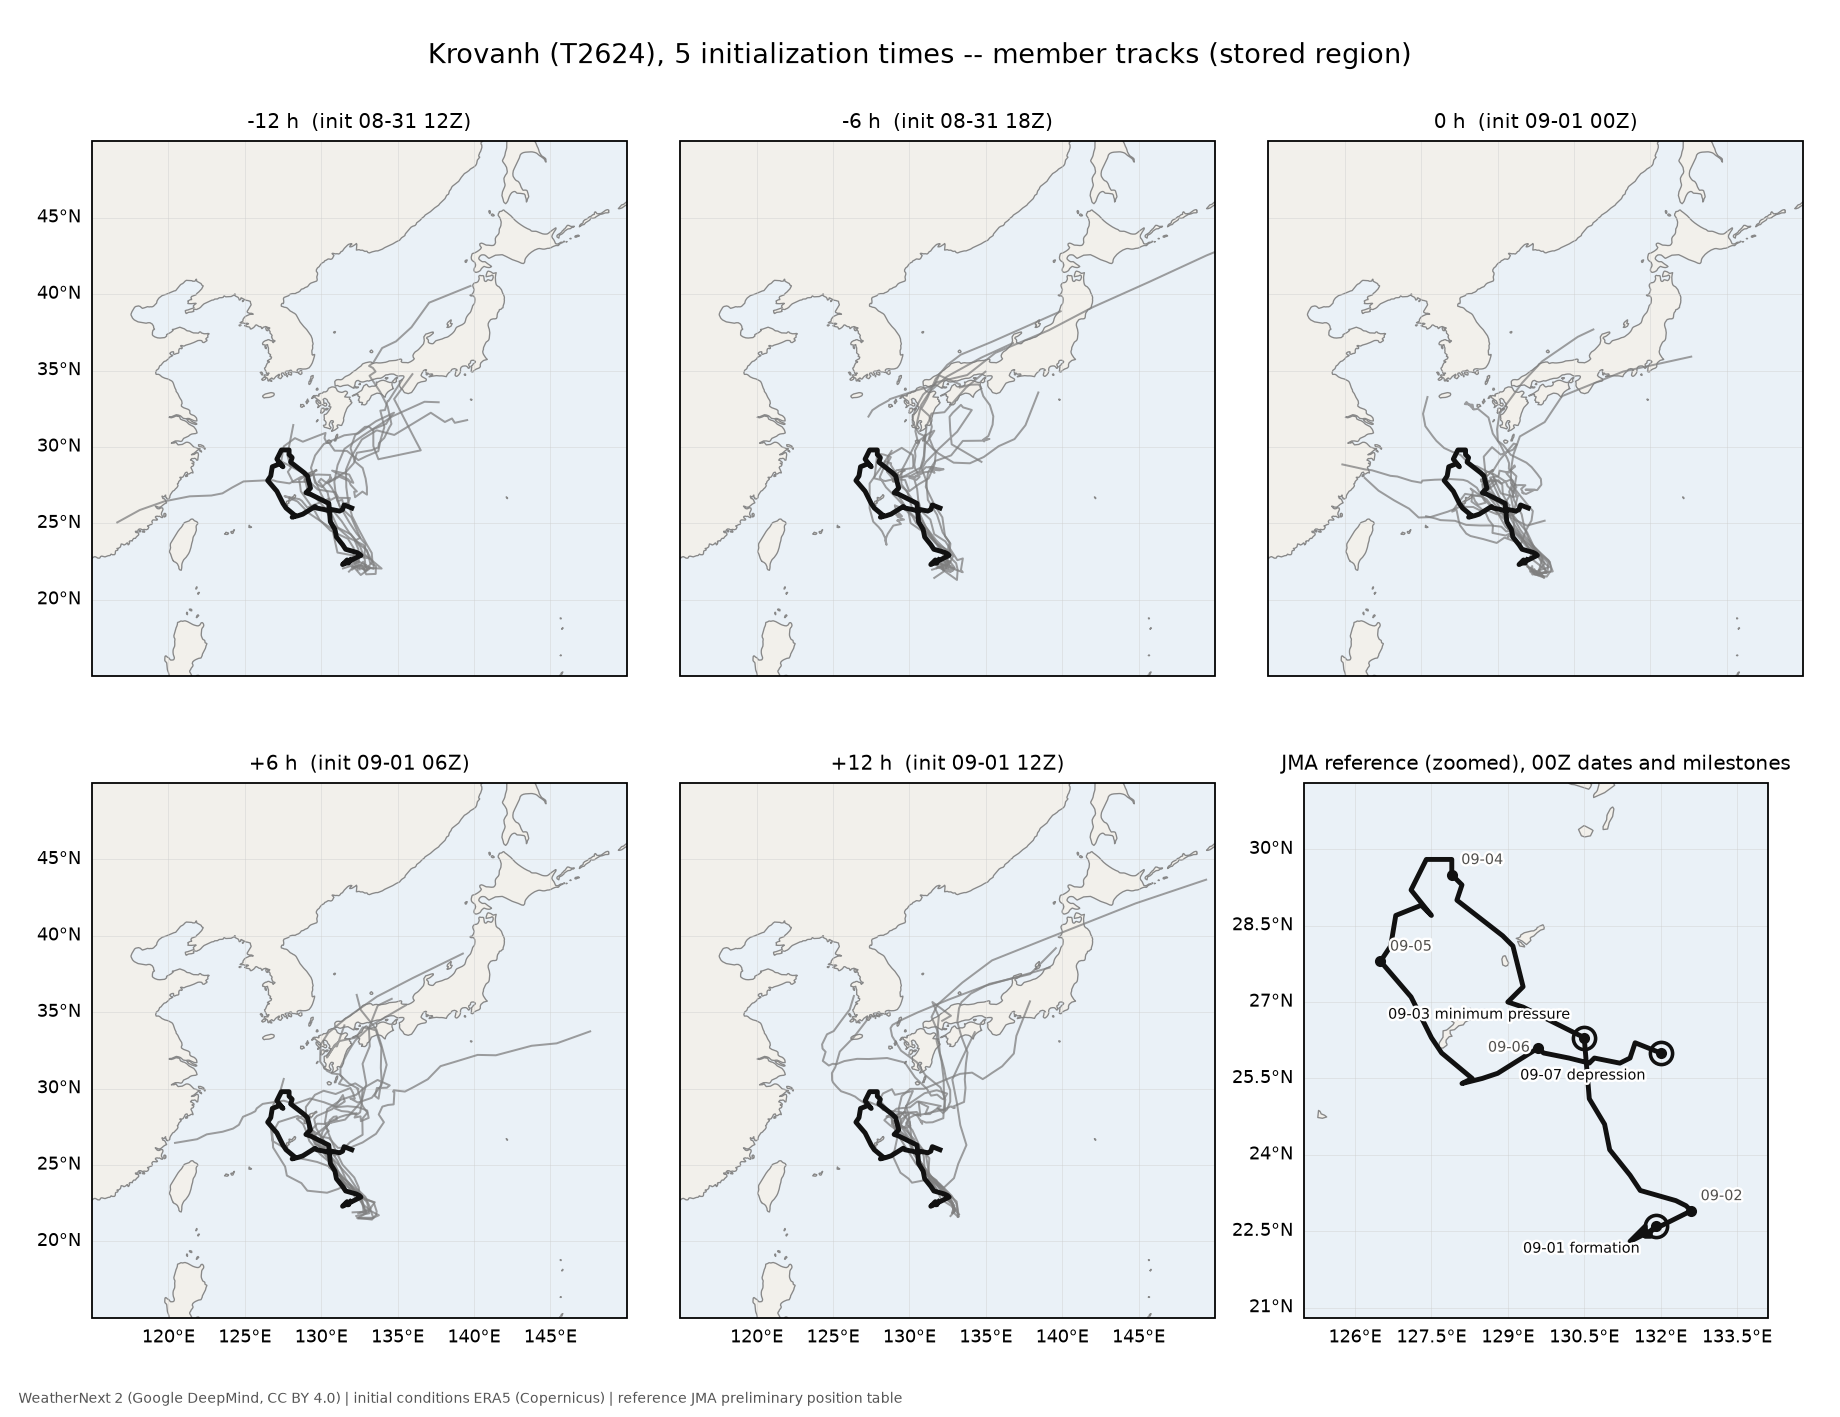 Krovanh (T2624), 5 initialization times -- member tracks (stored region)
-12 h  (init 08-31 12Z)
-6 h  (init 08-31 18Z)
0 h  (init 09-01 00Z)
45°N
40°N
35°N
30°N
25°N
20°N
+6 h  (init 09-01 06Z)
+12 h  (init 09-01 12Z)
JMA reference (zoomed), 00Z dates and milestones
45°N
40°N
35°N
30°N
25°N
20°N
120°E
125°E
130°E
135°E
140°E
145°E
120°E
125°E
130°E
135°E
140°E
145°E
30°N
28.5°N
27°N
25.5°N
24°N
22.5°N
21°N
09-04
09-05
09-03 minimum pressure
09-06
09-07 depression
09-02
09-01 formation
126°E
127.5°E
129°E
130.5°E
132°E
133.5°E
WeatherNext 2 (Google DeepMind, CC BY 4.0) | initial conditions ERA5 (Copernicus) | reference JMA preliminary position table